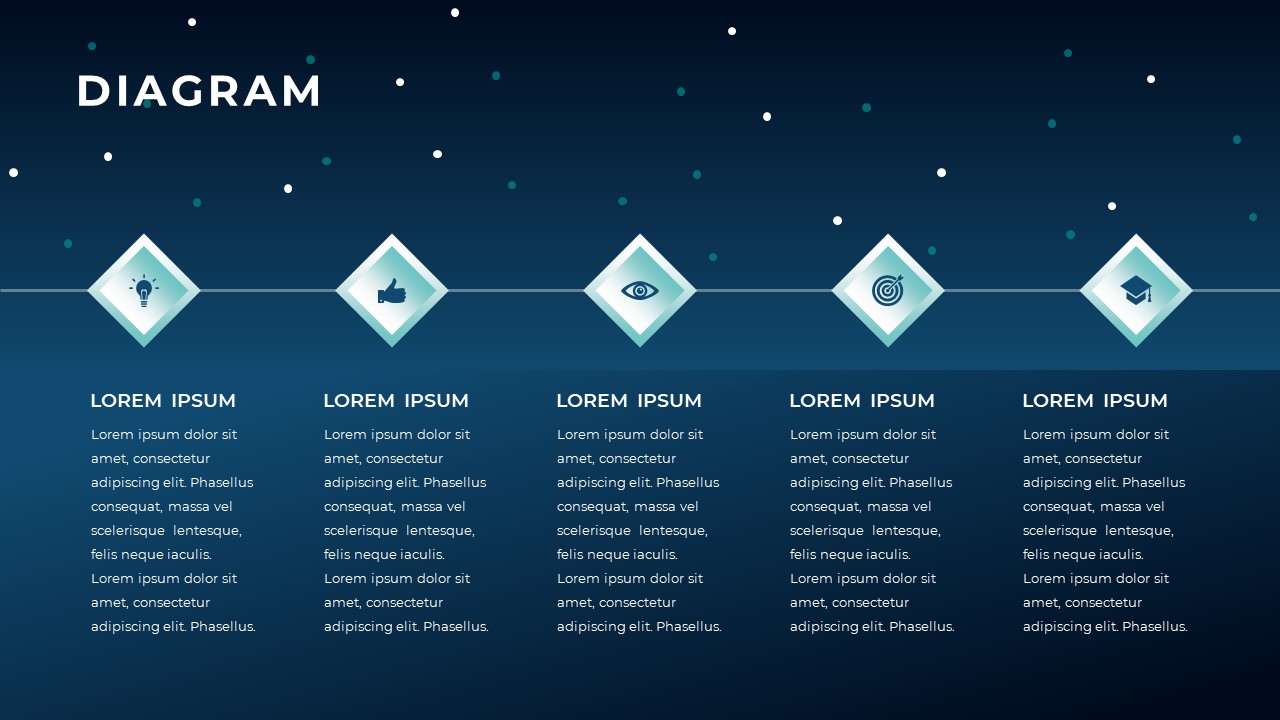 DIAGRAM
LOREM IPSUM
Lorem ipsum dolor sit
amet, consectetur
adipiscing elit. Phasellus
consequat, massa vel
scelerisque lentesque,
felis neque iaculis.
Lorem ipsum dolor sit
amet, consectetur
adipiscing elit. Phasellus.
LOREM IPSUM
Lorem ipsum dolor sit
amet, consectetur
adipiscing elit. Phasellus
consequat, massa vel
scelerisque lentesque,
felis neque iaculis.
Lorem ipsum dolor sit
amet, consectetur
adipiscing elit. Phasellus.
LOREM IPSUM
Lorem ipsum dolor sit
amet, consectetur
adipiscing elit. Phasellus
consequat, massa vel
scelerisque lentesque,
felis neque iaculis.
Lorem ipsum dolor sit
amet, consectetur
adipiscing elit. Phasellus.
LOREM IPSUM
Lorem ipsum dolor sit
amet, consectetur
adipiscing elit. Phasellus
consequat, massa vel
scelerisque lentesque,
felis neque iaculis.
Lorem ipsum dolor sit
amet, consectetur
adipiscing elit. Phasellus.
LOREM IPSUM
Lorem ipsum dolor sit
amet, consectetur
adipiscing elit. Phasellus
consequat, massa vel
scelerisque lentesque,
felis neque iaculis.
Lorem ipsum dolor sit
amet, consectetur
adipiscing elit. Phasellus.